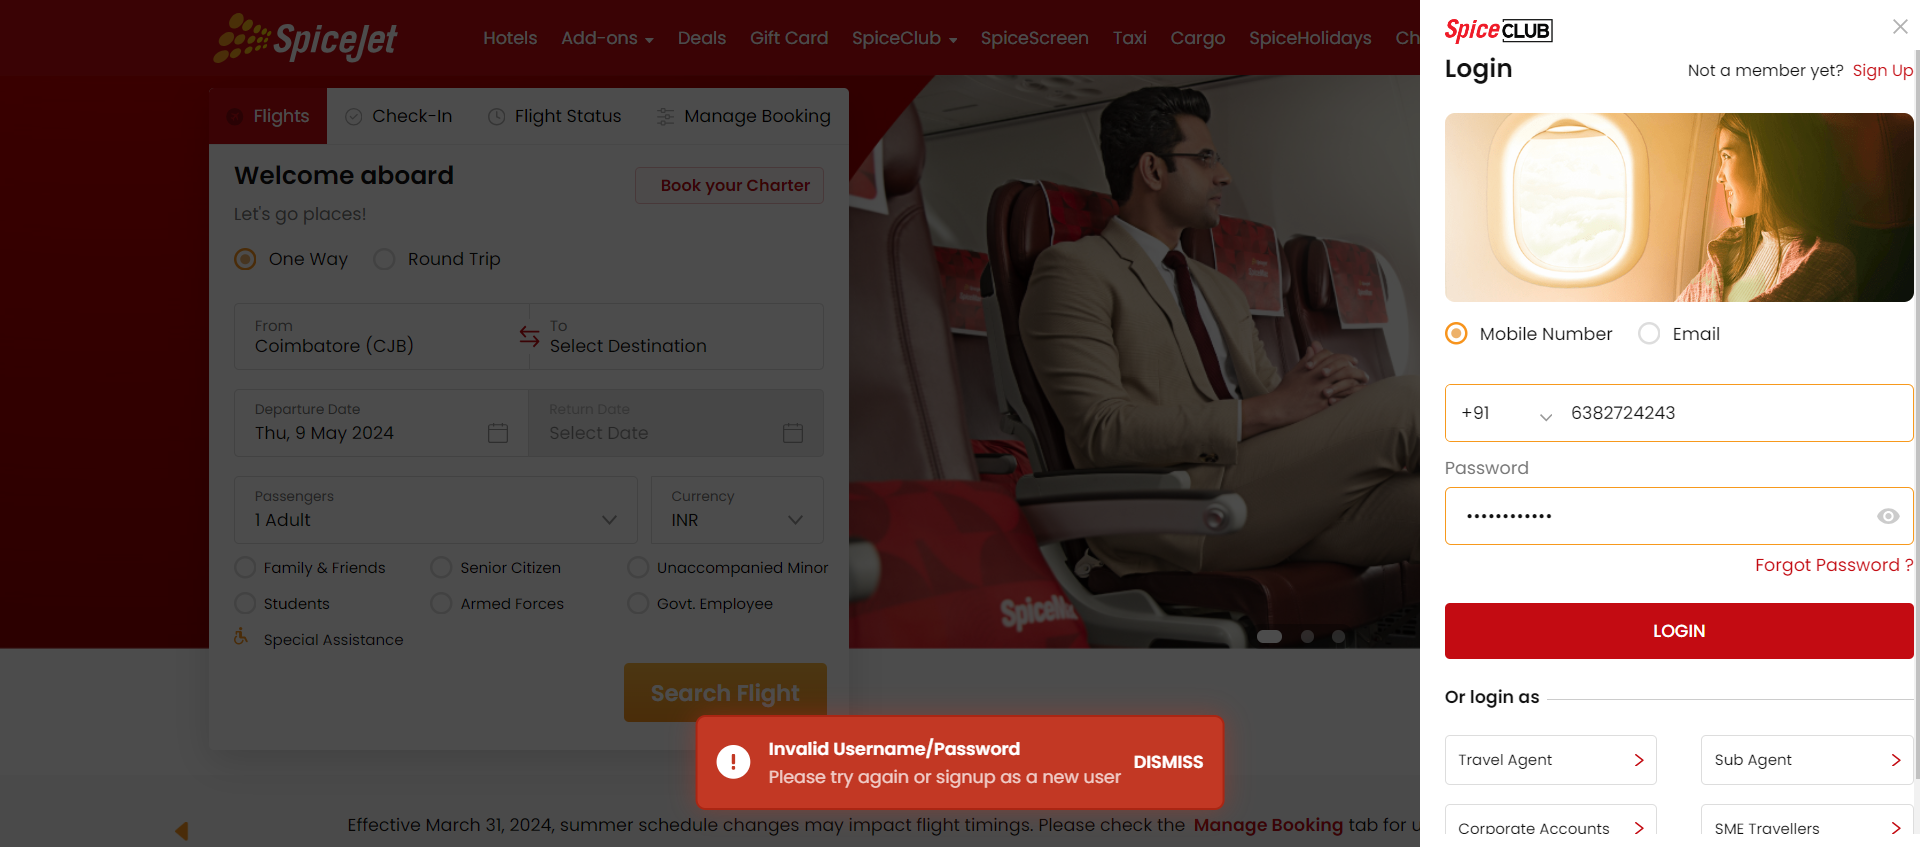 SpiceJet
Hotels Add-ons Deals Gift Card SpiceClub SpiceScreen Taxi Cargo SpiceHolidays Ch
Flights Check-In Flight Status Manage Booking
Welcome aboard
Book your Charter
Let's go places!
One Way Round Trip
From
Coimbatore (CJB)
To
Select Destination
Departure Date
Thu, 9 May 2024
Return Date
Select Date
Passengers
1 Adult
Currency
INR
Family & Friends Senior Citizen Unaccompanied Minor
Students Armed Forces Govt. Employee
Special Assistance
Search Flight
Invalid Username/Password
Please try again or signup as a new user
DISMISS
Effective March 31, 2024, summer schedule changes may impact flight timings. Please check the Manage Booking tab for u
SpiceCLUB
Login
Not a member yet? Sign Up
Mobile Number Email
+91 6382724243
Password
••••••••••••
Forgot Password ?
LOGIN
Or login as
Travel Agent Sub Agent
Corporate Accounts SME Travellers